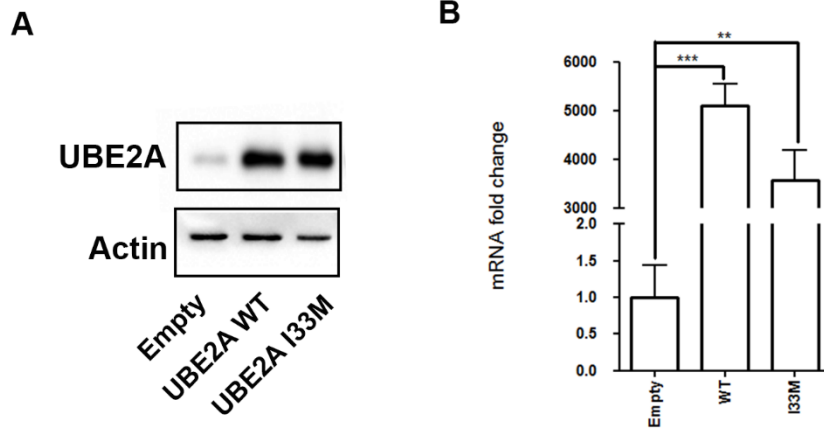 A
UBE2A
Actin
Empty
UBE2A WT
UBE2A I33M
B
mRNA fold change
6000
5000
4000
3000
2.0
1.5
1.0
0.5
0.0
***
**
Empty
WT
I33M